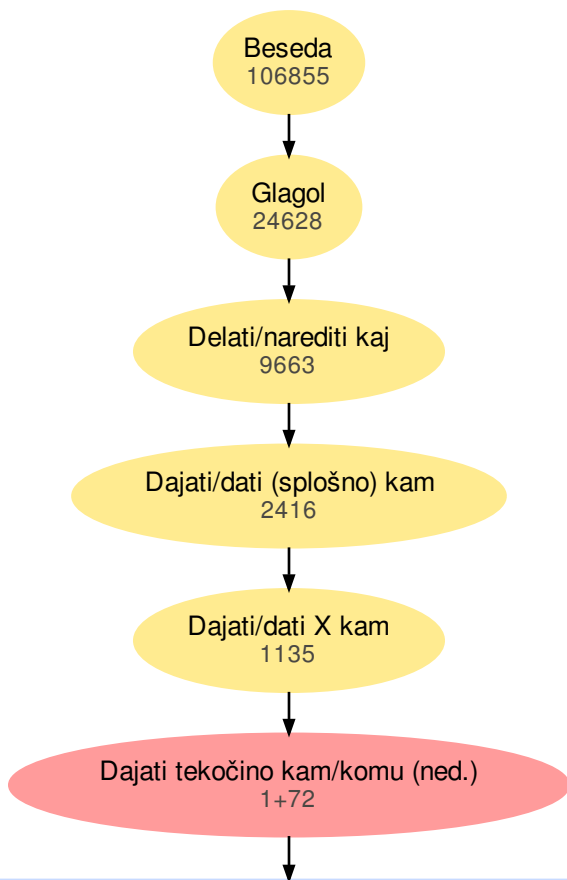 Beseda
106855
Glagol
24628
Delati/narediti kaj
9663
Dajati/dati (splošno) kam
2416
Dajati/dati X kam
1135
Dajati tekočino kam/komu (ned.)
1+72